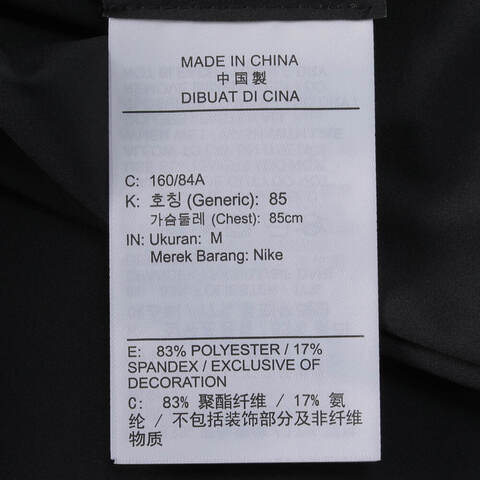 MADE IN CHINA
中国製
DIBUAT DI CINA
C: 160/84A
K: 호칭 (Generic): 85
가슴둘레 (Chest): 85cm
IN: Ukuran: M
Merek Barang: Nike
E: 83% POLYESTER / 17%
SPANDEX / EXCLUSIVE OF
DECORATION
C: 83% 聚酯纤维 / 17% 氨
纶 / 不包括装饰部分及非纤维
物质